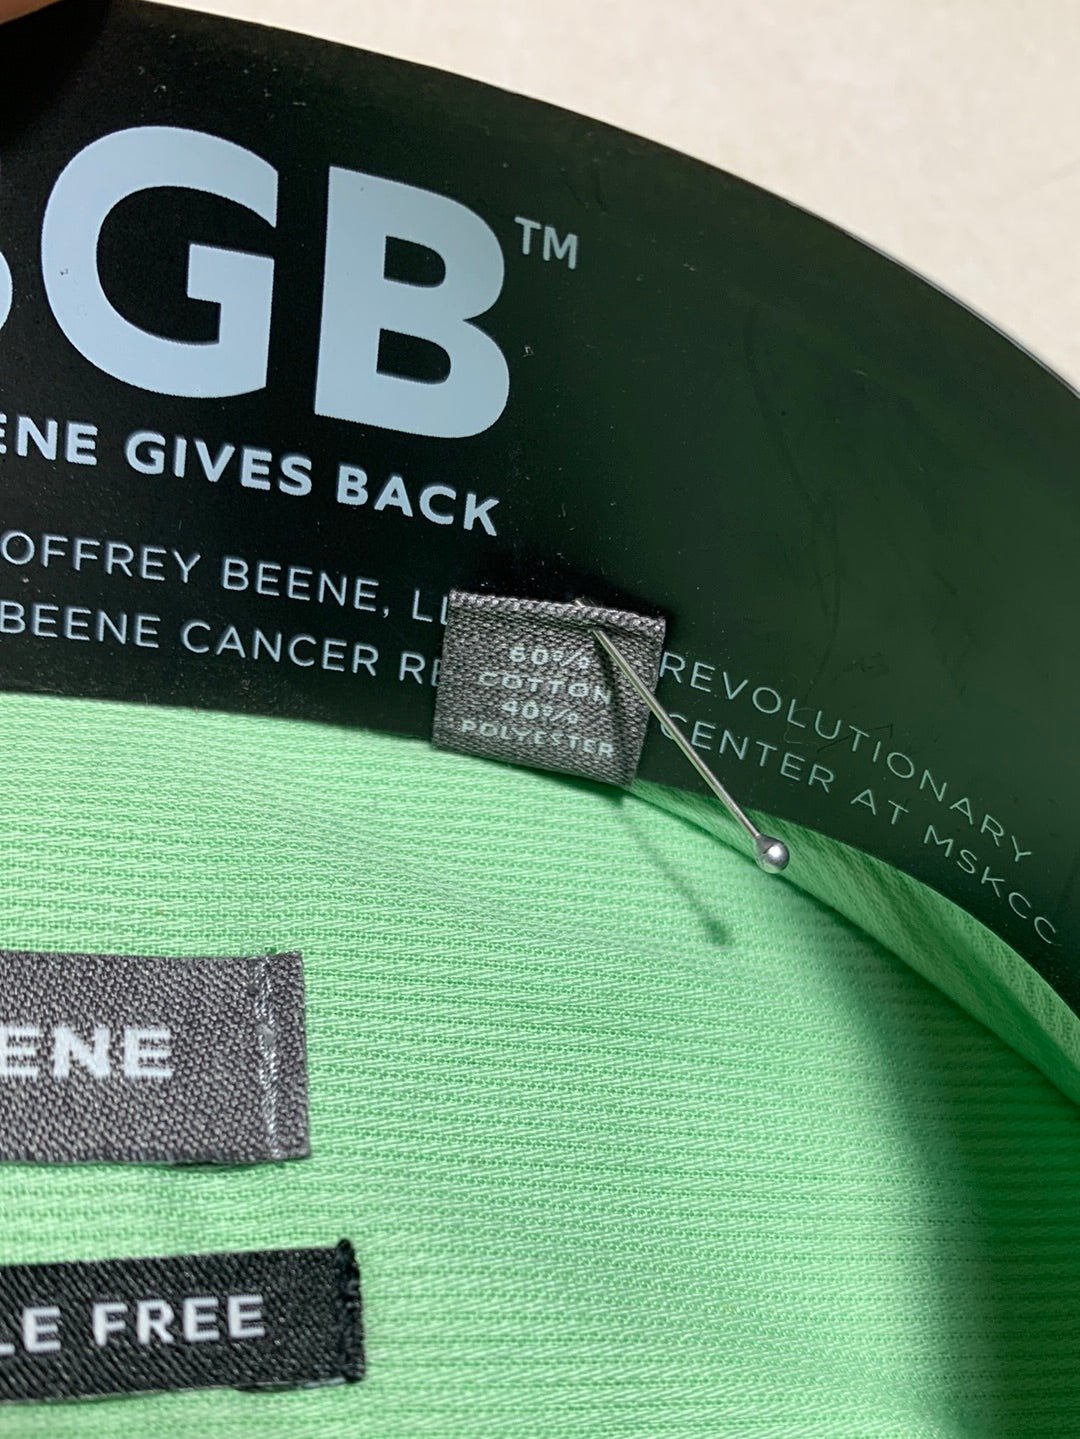 GB™
ENE GIVES BACK
OFFREY BEENE, LL
REVOLUTIONARY
BEENE CANCER RE
CENTER AT MSKCC
60%
COTTON
40%
POLYESTER
ENE
LE FREE